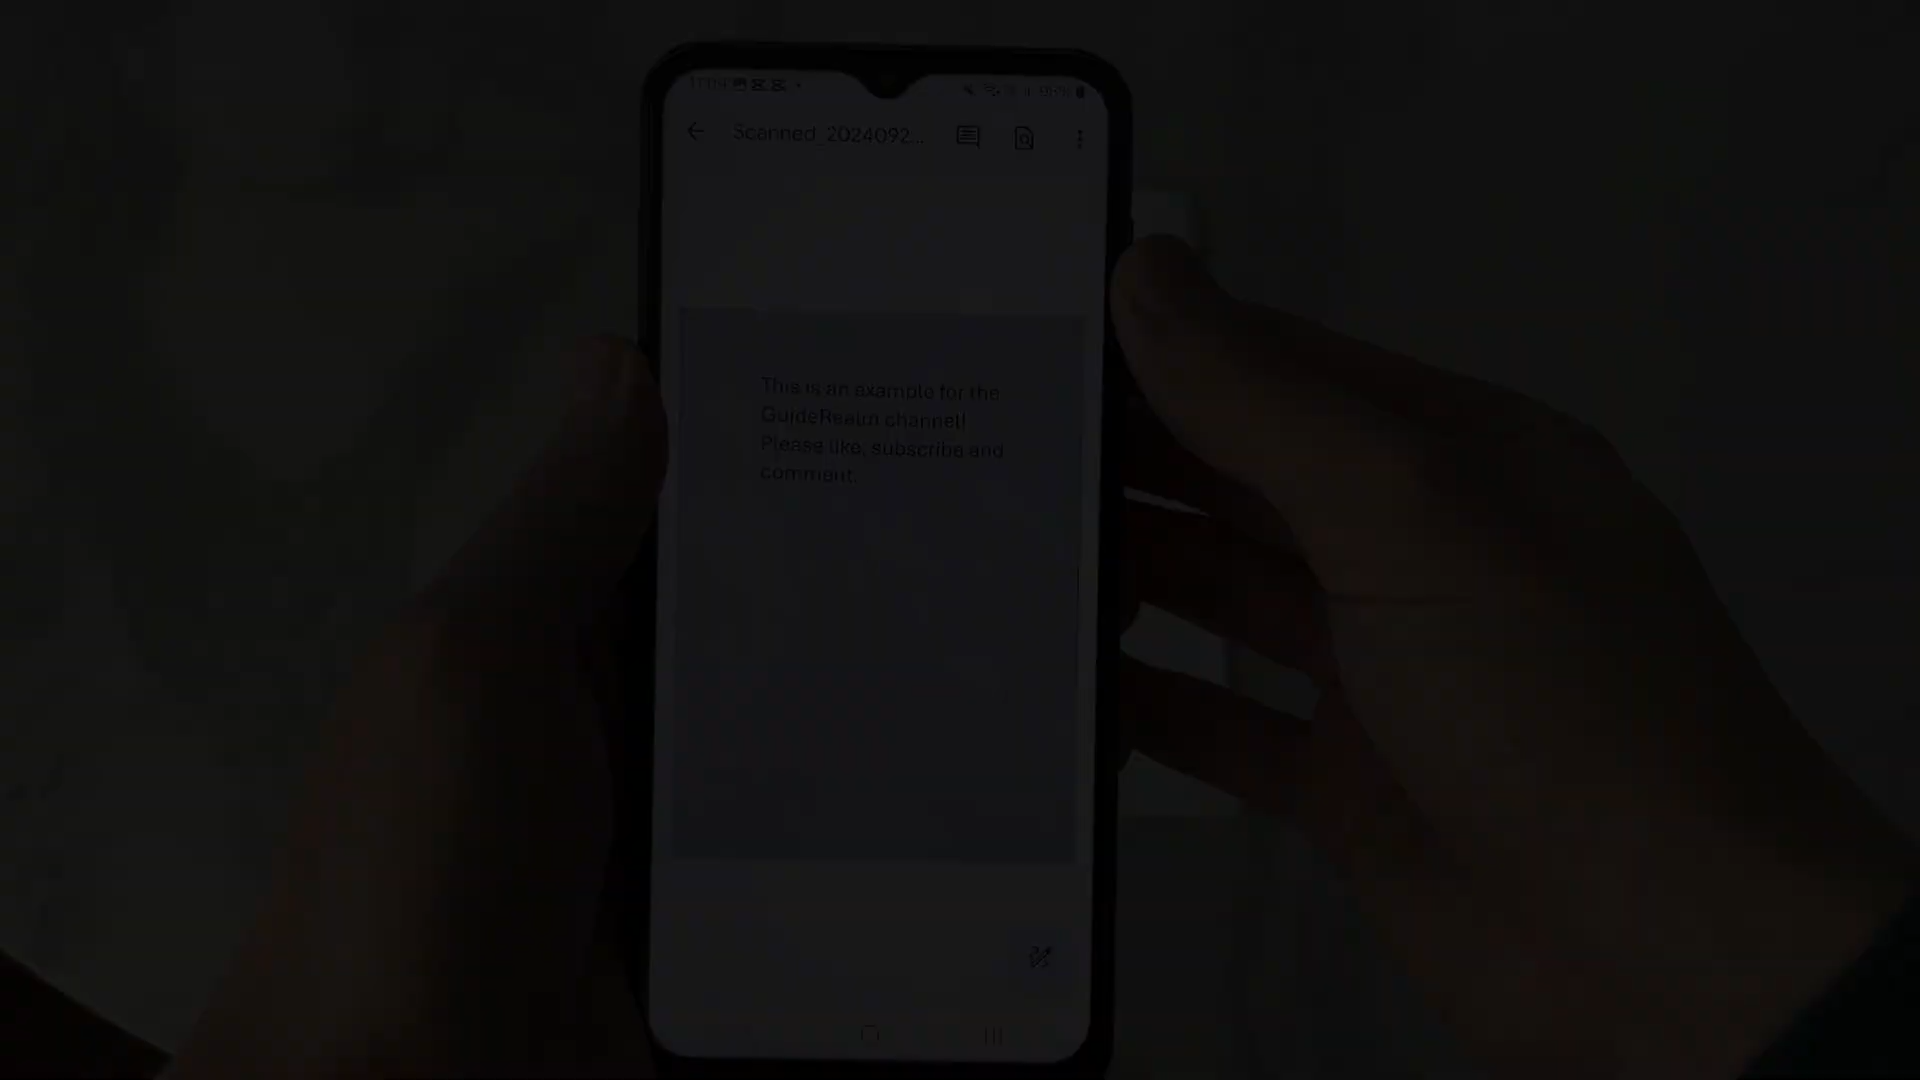 Scanned_2024092...
This is an example for the
GuideRealm channel!
Please like, subscribe and
comment.